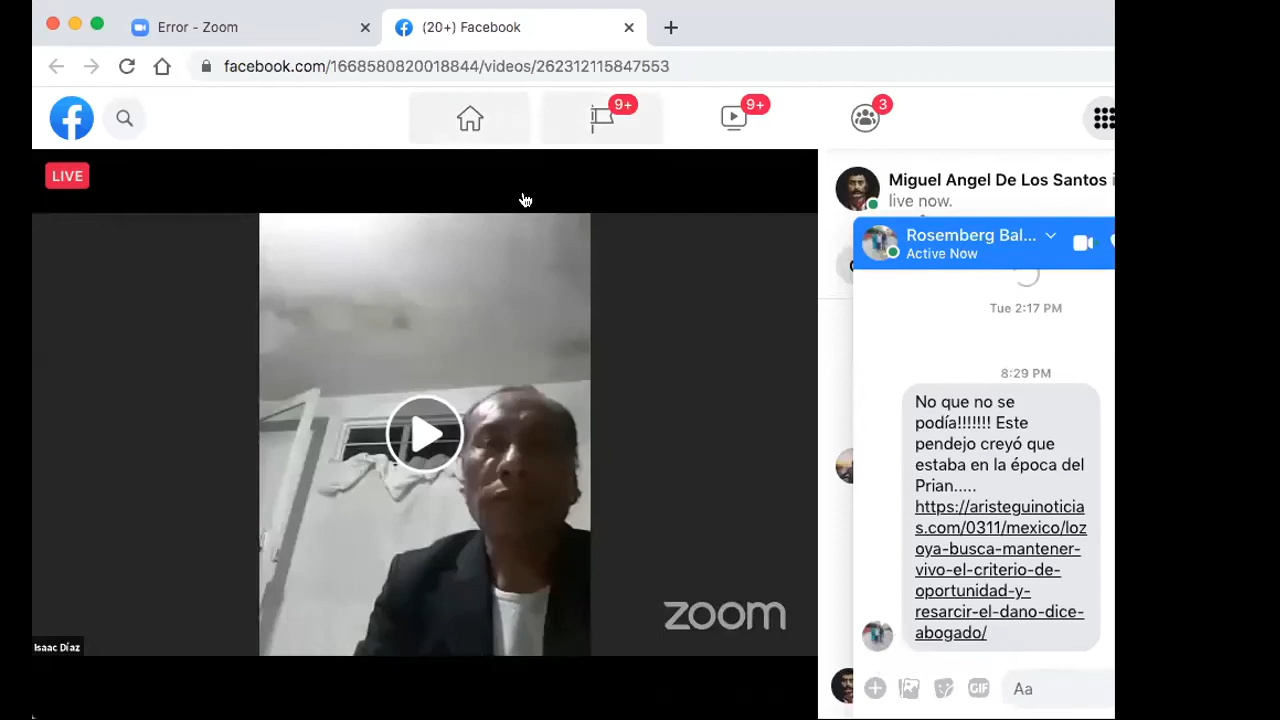 Error - Zoom
(20+) Facebook
facebook.com/1668580820018844/videos/262312115847553
9+
9+
3
LIVE
Miguel Angel De Los Santos
live now.
Rosemberg Bal...
Active Now
Tue 2:17 PM
8:29 PM
No que no se
podía!!!!!!! Este
pendejo creyó que
estaba en la época del
Prian.....
https://aristeguinoticia
s.com/0311/mexico/loz
oya-busca-mantener-
vivo-el-criterio-de-
oportunidad-y-
resarcir-el-dano-dice-
abogado/
zoom
Isaac Díaz
GIF
Aa